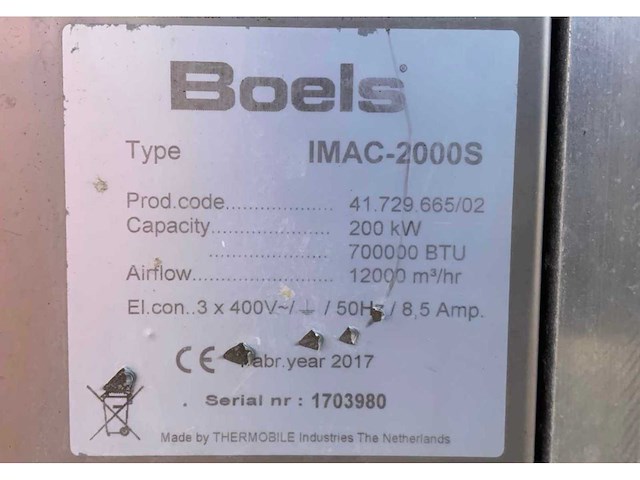 Boels®
Type IMAC-2000S
Prod.code.................... 41.729.665/02
Capacity...................... 200 kW
...................... 700000 BTU
Airflow......................... 12000 m³/hr
El.con..3 x 400V~/⏚ / 50Hz / 8,5 Amp.
CE Fabr.year 2017
Serial nr : 1703980
Made by THERMOBILE Industries The Netherlands